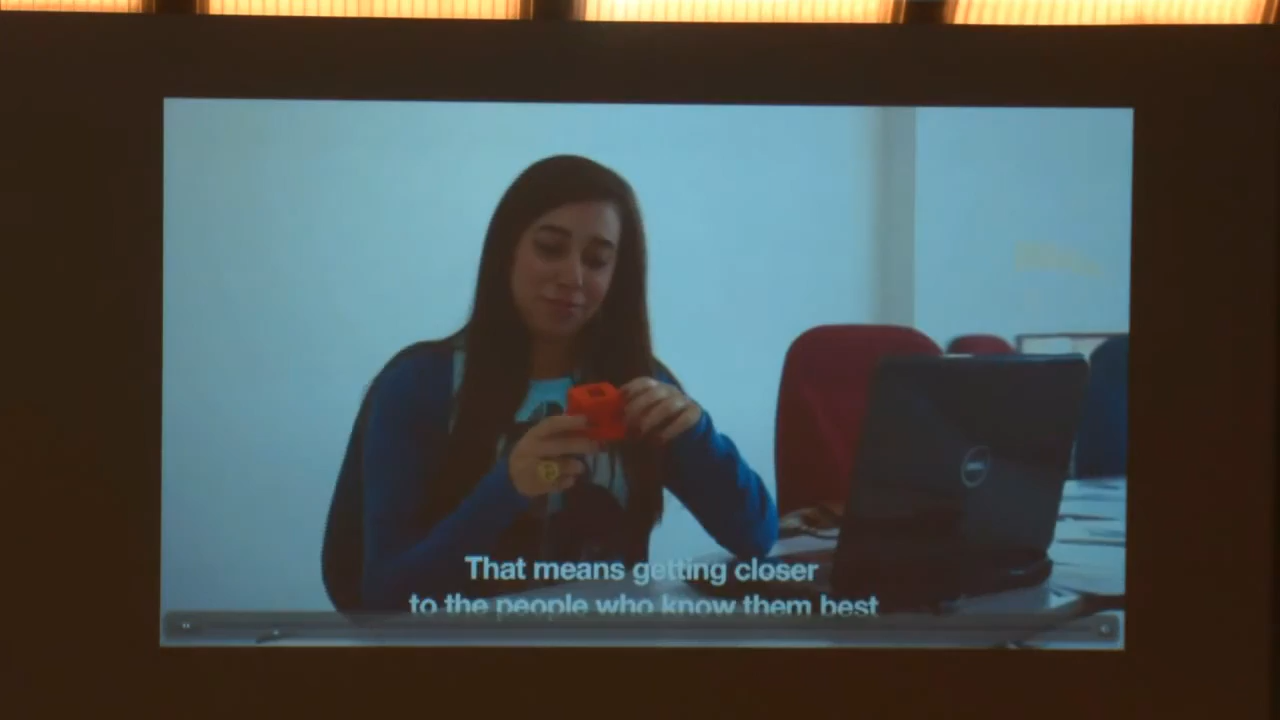 That means getting closer
to the people who know them best